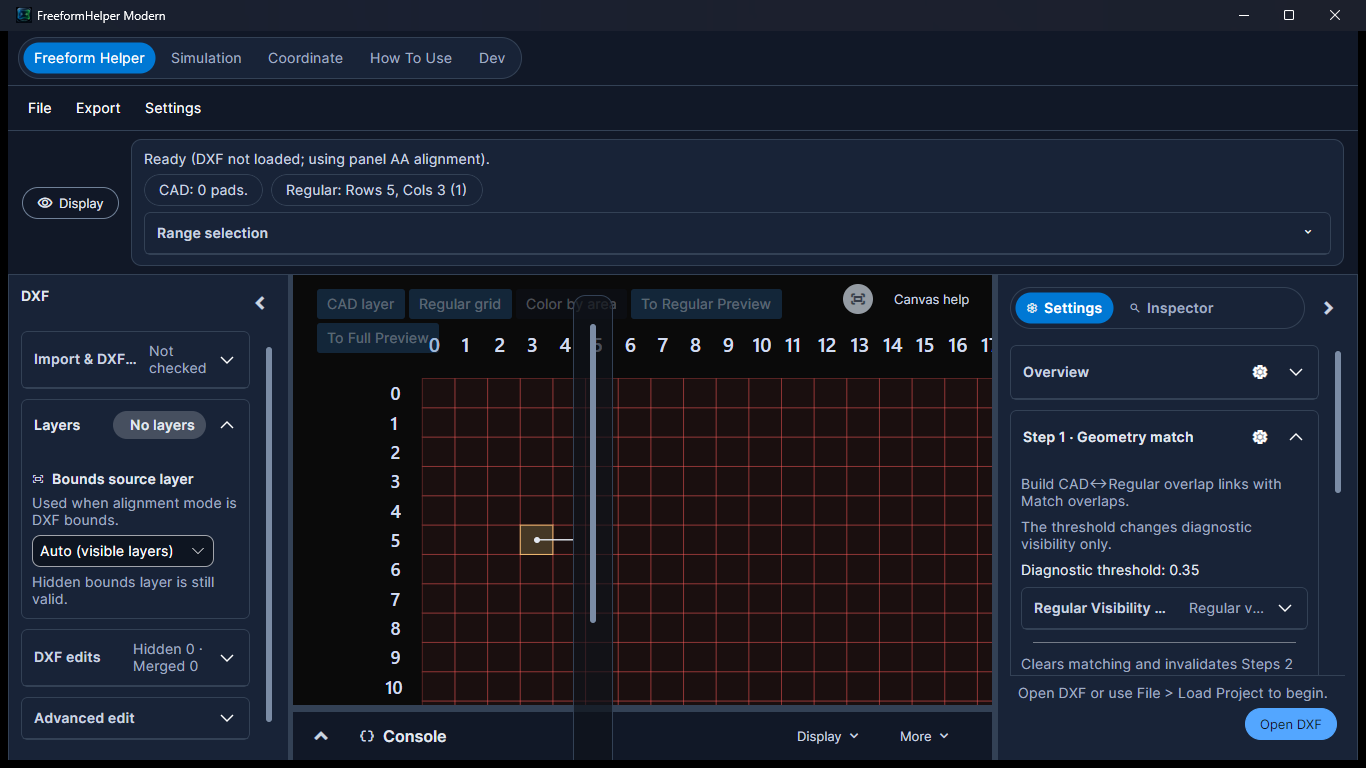 FreeformHelper Modern
Freeform Helper Simulation Coordinate How To Use Dev
File Export Settings
Ready (DXF not loaded; using panel AA alignment).
CAD: 0 pads. Regular: Rows 5, Cols 3 (1)
Display
Range selection
DXF
Import & DXF... Not checked
Layers No layers
Bounds source layer
Used when alignment mode is
DXF bounds.
Auto (visible layers)
Hidden bounds layer is still
valid.
DXF edits Hidden 0 ·
Merged 0
Advanced edit
CAD layer Regular grid Color by area To Regular Preview
To Full Preview
Canvas help
0 1 2 3 4 5 6 7 8 9 10 11 12 13 14 15 16
0
1
2
3
4
5
6
7
8
9
10
{} Console
Display More
Settings Inspector
Overview
Step 1 · Geometry match
Build CAD↔Regular overlap links with
Match overlaps.
The threshold changes diagnostic
visibility only.
Diagnostic threshold: 0.35
Regular Visibility ... Regular v...
Clears matching and invalidates Steps 2
Open DXF or use File > Load Project to begin.
Open DXF